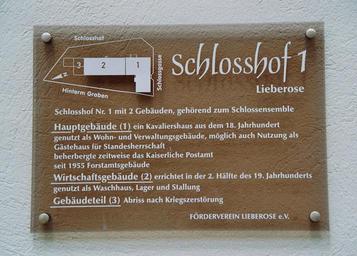 Schlosshof
3
2
1
Schlossgasse
N
Hinterm Graben
Schlosshof 1
Lieberose
Schlosshof Nr. 1 mit 2 Gebäuden, gehörend zum Schlossensemble
Hauptgebäude (1) ein Kavaliershaus aus dem 18. Jahrhundert
genutzt als Wohn- und Verwaltungsgebäude, möglich auch Nutzung als
Gästehaus für Standesherrschaft
beherbergte zeitweise das Kaiserliche Postamt
seit 1955 Forstamtsgebäude
Wirtschaftsgebäude (2) errichtet in der 2. Hälfte des 19. Jahrhunderts
genutzt als Waschhaus, Lager und Stallung
Gebäudeteil (3) Abriss nach Kriegszerstörung
FÖRDERVEREIN LIEBEROSE e.V.